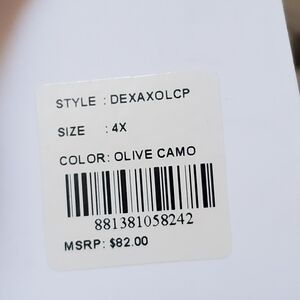 STYLE : DEXAXOLCP
SIZE : 4X
COLOR: OLIVE CAMO
881381058242
MSRP: $82.00